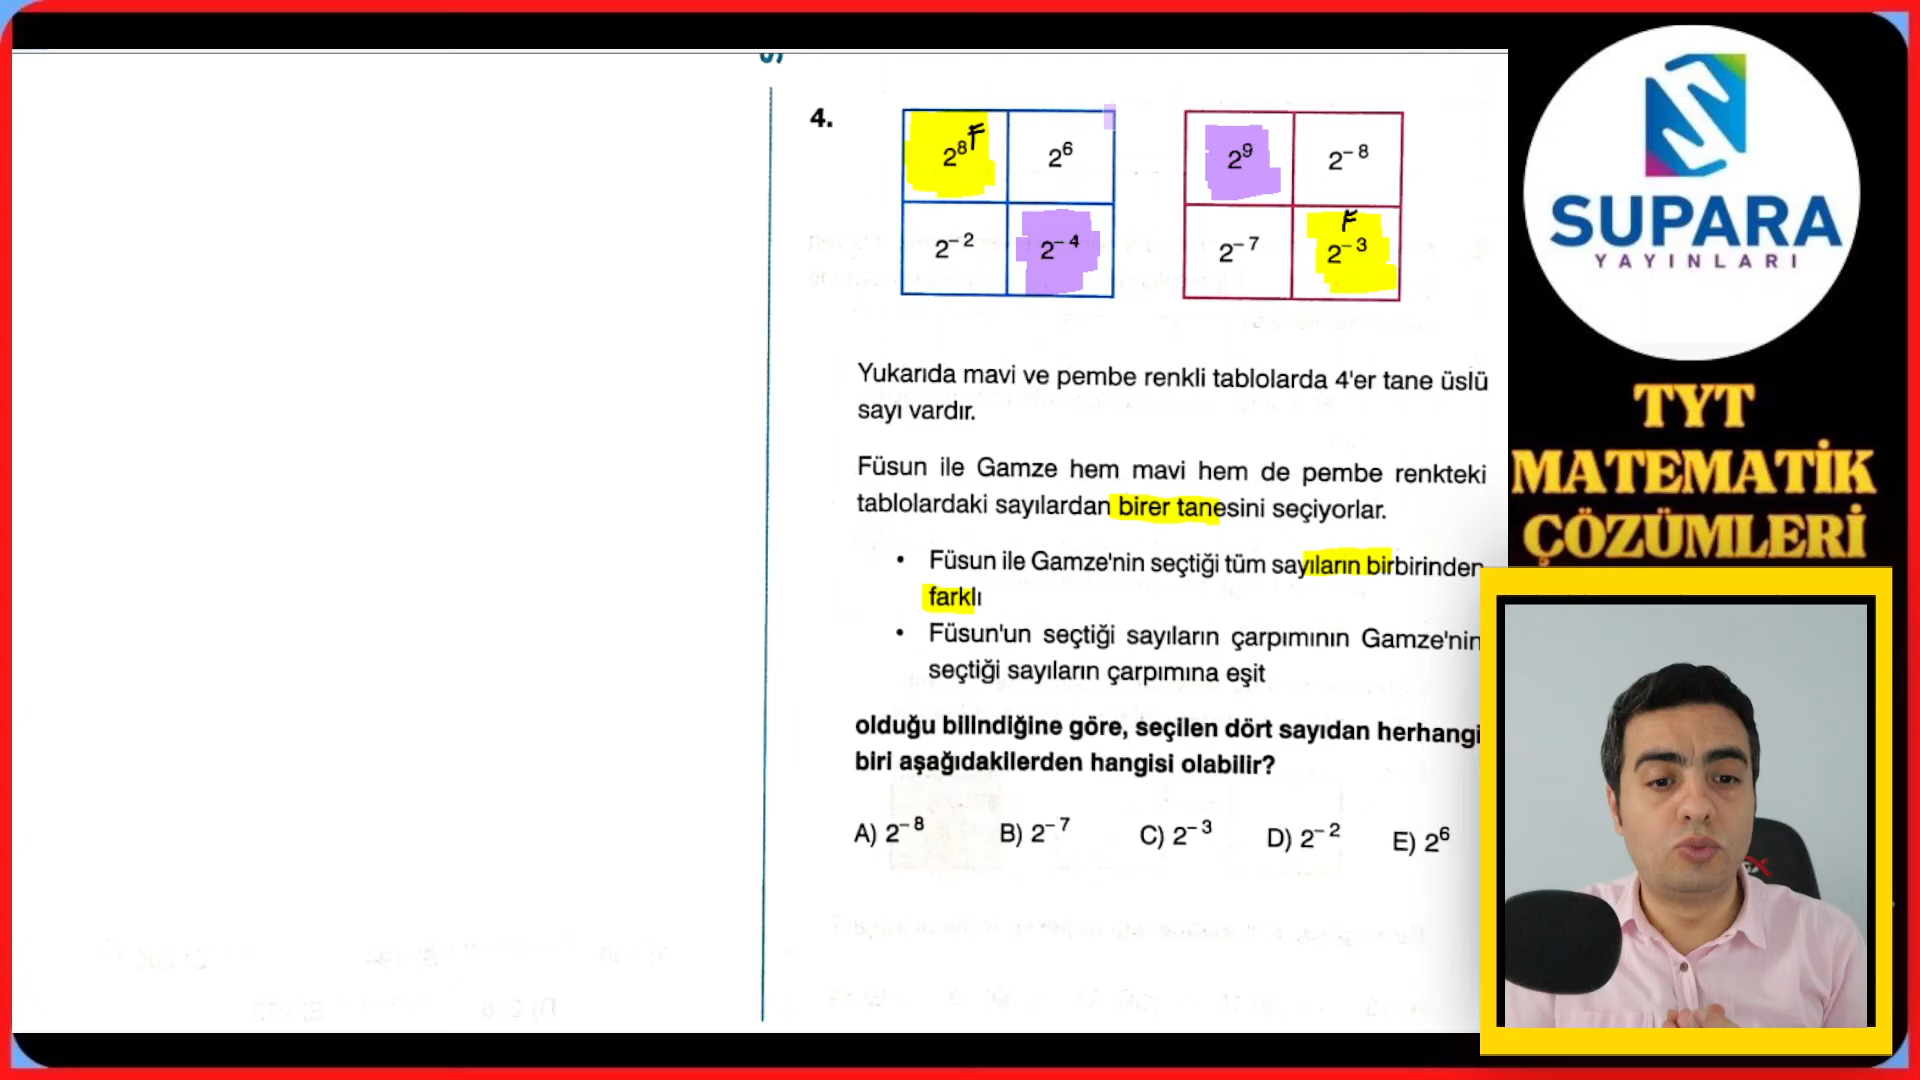 4.
2⁸ F
2⁶
2⁻²
2⁻⁴
2⁹
2⁻⁸
2⁻⁷
F
2⁻³
Yukarıda mavi ve pembe renkli tablolarda 4'er tane üslü
sayı vardır.
Füsun ile Gamze hem mavi hem de pembe renkteki
tablolardaki sayılardan birer tanesini seçiyorlar.
• Füsun ile Gamze'nin seçtiği tüm sayıların birbirinden
farklı
• Füsun'un seçtiği sayıların çarpımının Gamze'nin
seçtiği sayıların çarpımına eşit
olduğu bilindiğine göre, seçilen dört sayıdan herhangi
biri aşağıdakilerden hangisi olabilir?
A) 2⁻⁸ B) 2⁻⁷ C) 2⁻³ D) 2⁻² E) 2⁶
SUPARA
YAYINLARI
TYT
MATEMATİK
ÇÖZÜMLERİ